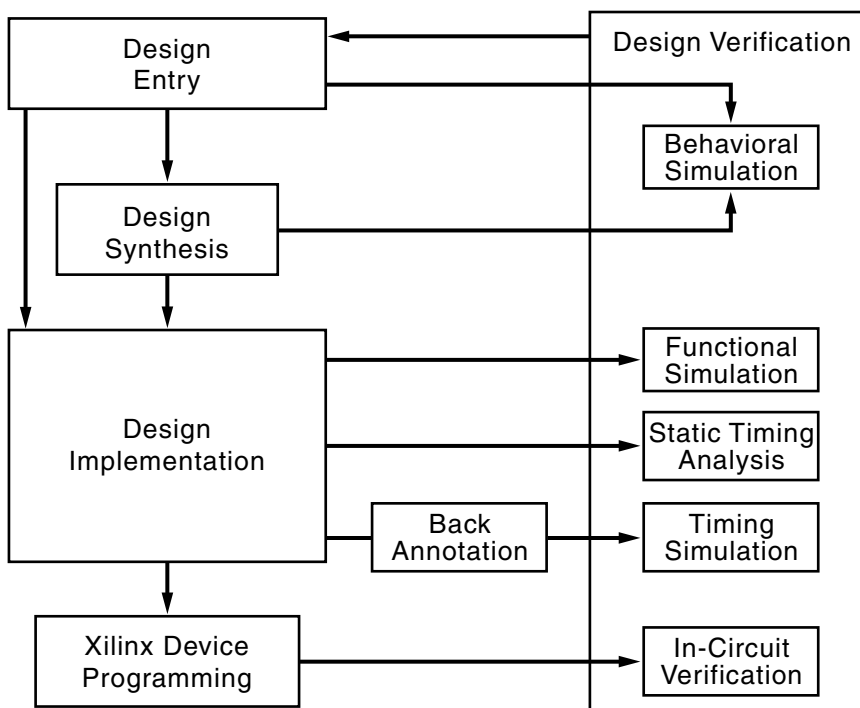 Design
Entry
Design Verification
Behavioral
Simulation
Design
Synthesis
Functional
Simulation
Design
Implementation
Static Timing
Analysis
Back
Annotation
Timing
Simulation
Xilinx Device
Programming
In-Circuit
Verification